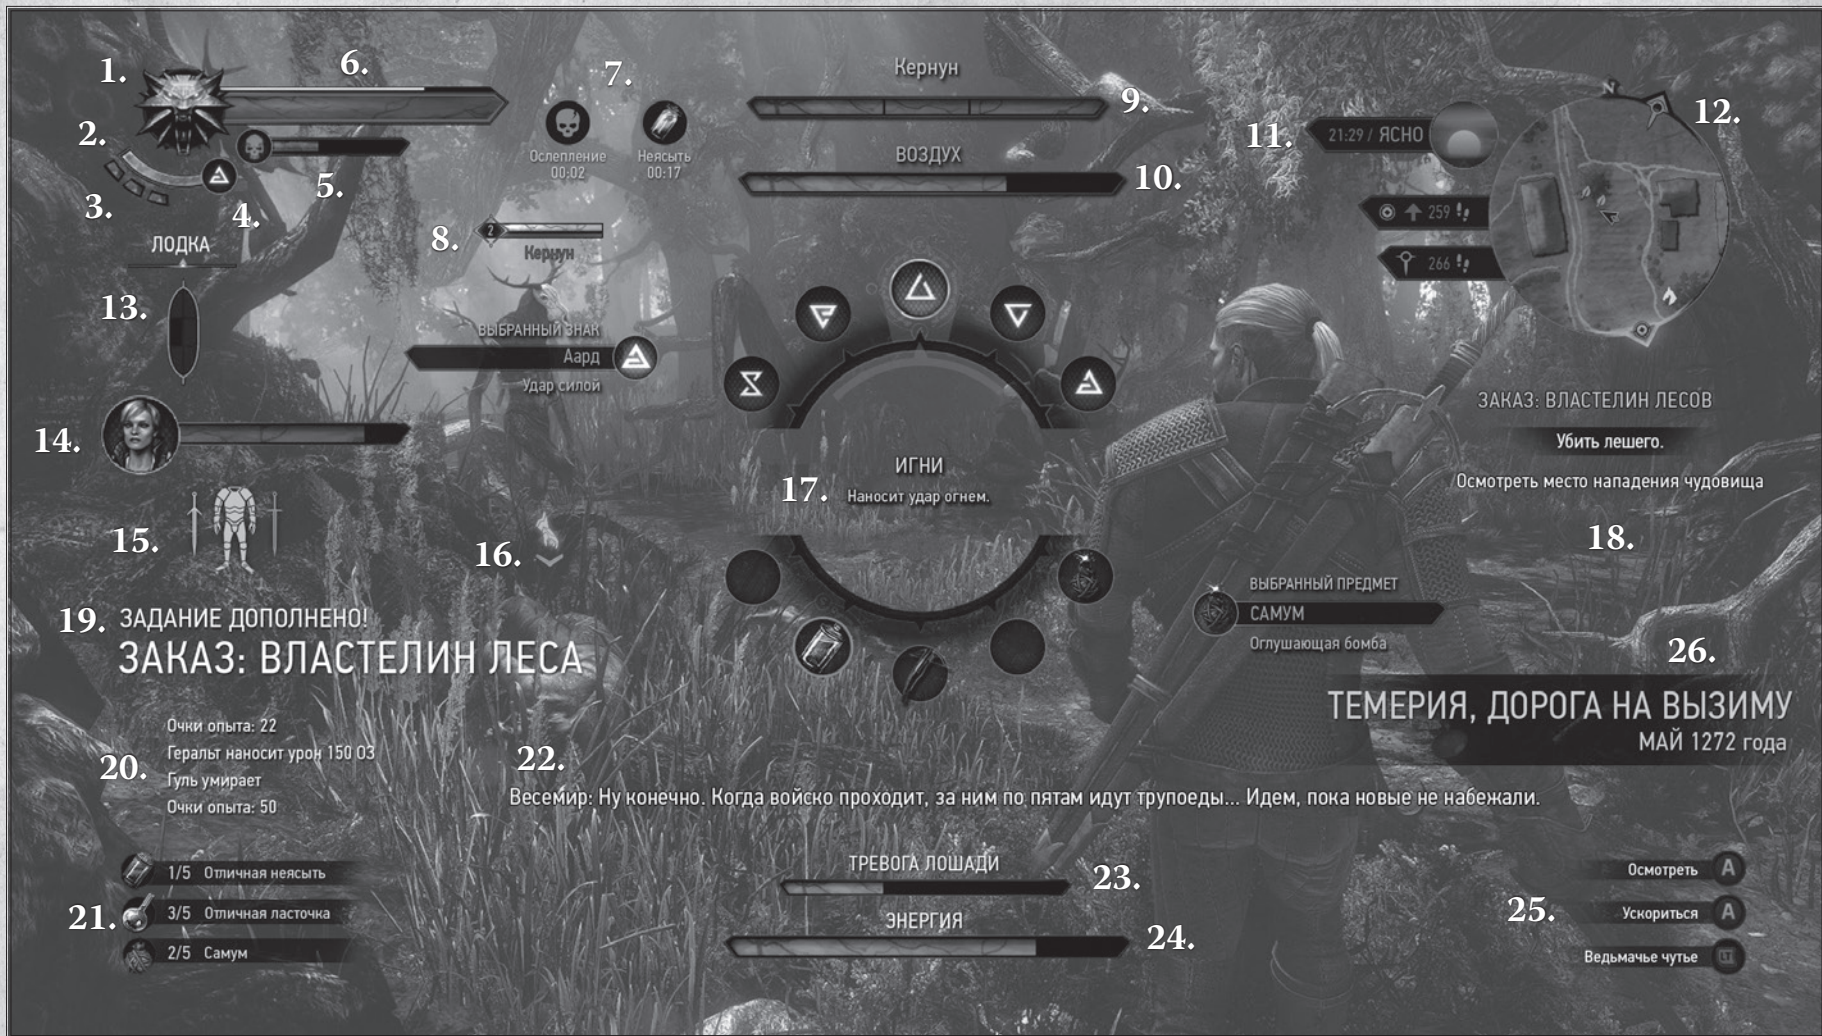 1.
6.
7.
Кернун
9.
12.
N
2.
11.
21:29 / ЯСНО
Ослепление
00:02
Неясыть
00:17
ВОЗДУХ
10.
5.
3.
4.
259
8.
2
Кернун
ЛОДКА
266
13.
ВЫБРАННЫЙ ЗНАК
Аард
Удар силой
14.
ЗАКАЗ: ВЛАСТЕЛИН ЛЕСОВ
Убить лешего.
Осмотреть место нападения чудовища
ИГНИ
17.
Наносит удар огнем.
15.
16.
18.
ВЫБРАННЫЙ ПРЕДМЕТ
САМУМ
Оглушающая бомба
19.
ЗАДАНИЕ ДОПОЛНЕНО!
ЗАКАЗ: ВЛАСТЕЛИН ЛЕСА
26.
ТЕМЕРИЯ, ДОРОГА НА ВЫЗИМУ
МАЙ 1272 года
20.
Очки опыта: 22
Геральт наносит урон 150 ОЗ
Гуль умирает
Очки опыта: 50
22.
Весемир: Ну конечно. Когда войско проходит, за ним по пятам идут трупоеды... Идем, пока новые не набежали.
21.
1/5 Отличная неясыть
3/5 Отличная ласточка
2/5 Самум
ТРЕВОГА ЛОШАДИ
23.
ЭНЕРГИЯ
24.
25.
Осмотреть A
Ускориться A
Ведьмачье чутье LT